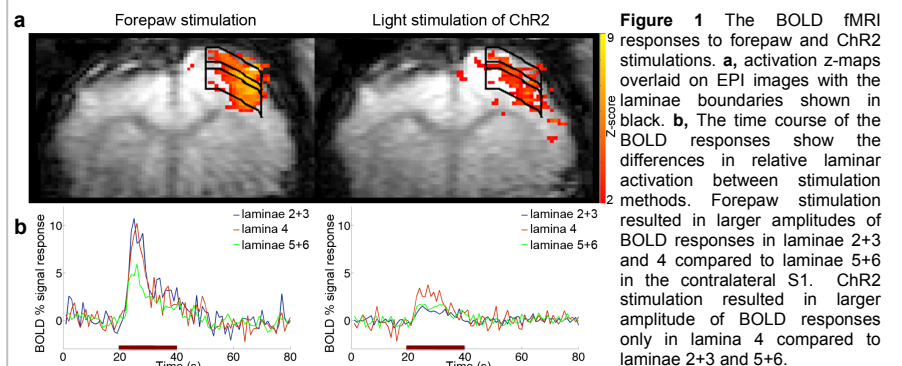 a
Forepaw stimulation
Light stimulation of ChR2
9
Z-score
2
b
BOLD % signal response
10
5
0
laminae 2+3
lamina 4
laminae 5+6
0
20
40
60
80
Time (s)
BOLD % signal response
10
5
0
laminae 2+3
lamina 4
laminae 5+6
0
20
40
60
80
Time (s)
Figure 1 The BOLD fMRI
responses to forepaw and ChR2
stimulations. a, activation z-maps
overlaid on EPI images with the
laminae boundaries shown in
black. b, The time course of the
BOLD responses show the
differences in relative laminar
activation between stimulation
methods. Forepaw stimulation
resulted in larger amplitudes of
BOLD responses in laminae 2+3
and 4 compared to laminae 5+6
in the contralateral S1. ChR2
stimulation resulted in larger
amplitude of BOLD responses
only in lamina 4 compared to
laminae 2+3 and 5+6.